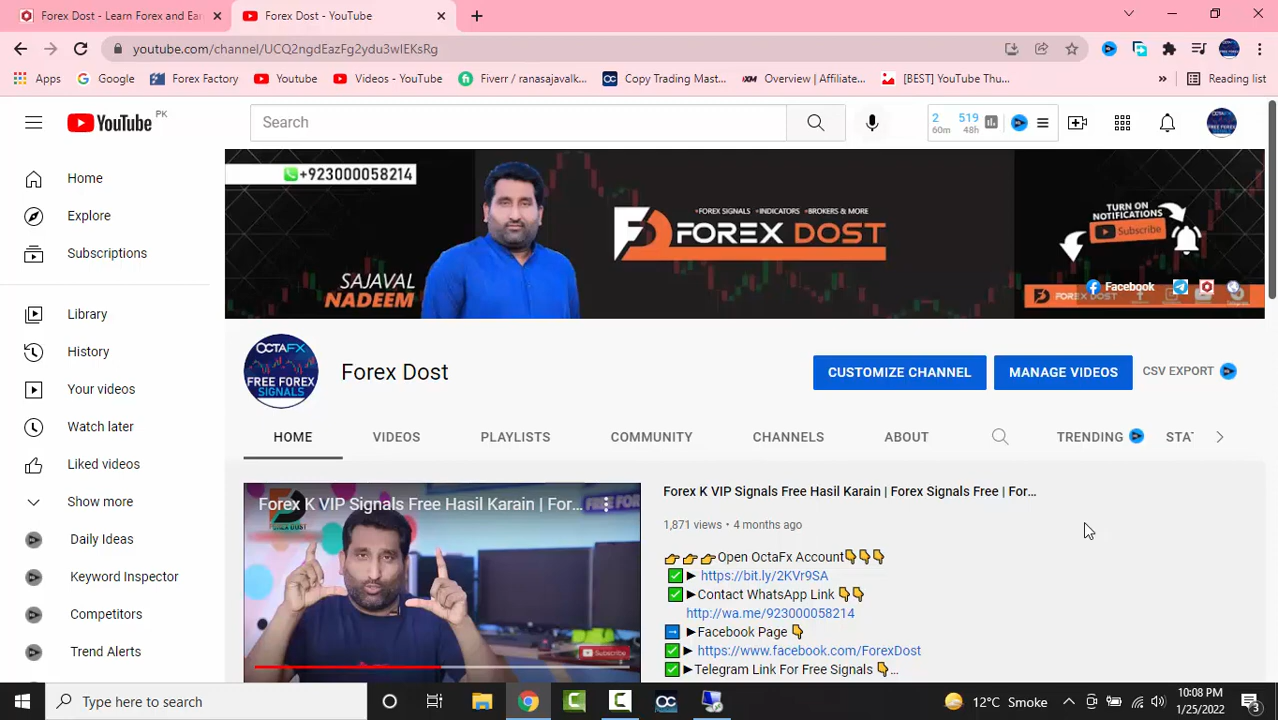 Forex Dost - Learn Forex and Ear
Forex Dost - YouTube
youtube.com/channel/UCQ2ngdEazFg2ydu3wIEKsRg
Apps
Google
Forex Factory
Youtube
Videos - YouTube
Fiverr / ranasajavalk...
Copy Trading Mast...
Overview | Affiliate...
[BEST] YouTube Thu...
»
Reading list
YouTube PK
Search
2 519
60m 48h
Home
Explore
Subscriptions
Library
History
Your videos
Watch later
Liked videos
Show more
Daily Ideas
Keyword Inspector
Competitors
Trend Alerts
+923000058214
SAJAVAL
NADEEM
•FOREX SIGNALS •INDICATORS •BROKERS & MORE
FOREX DOST
TURN ON
NOTIFICATIONS
Subscribe
Facebook
OCTAFX
FREE FOREX
SIGNALS
Forex Dost
CUSTOMIZE CHANNEL
MANAGE VIDEOS
CSV EXPORT
HOME
VIDEOS
PLAYLISTS
COMMUNITY
CHANNELS
ABOUT
TRENDING
STAT
Forex K VIP Signals Free Hasil Karain | For...
Subscribe
Forex K VIP Signals Free Hasil Karain | Forex Signals Free | For...
1,871 views • 4 months ago
👉 👉 👉Open OctaFx Account👇👇👇
✅ ►https://bit.ly/2KVr9SA
✅ ►Contact WhatsApp Link 👇👇
http://wa.me/923000058214
➡ ►Facebook Page 👇
✅ ►https://www.facebook.com/ForexDost
✅ ►Telegram Link For Free Signals 👇...
Type here to search
12°C Smoke
10:08 PM
1/25/2022
3